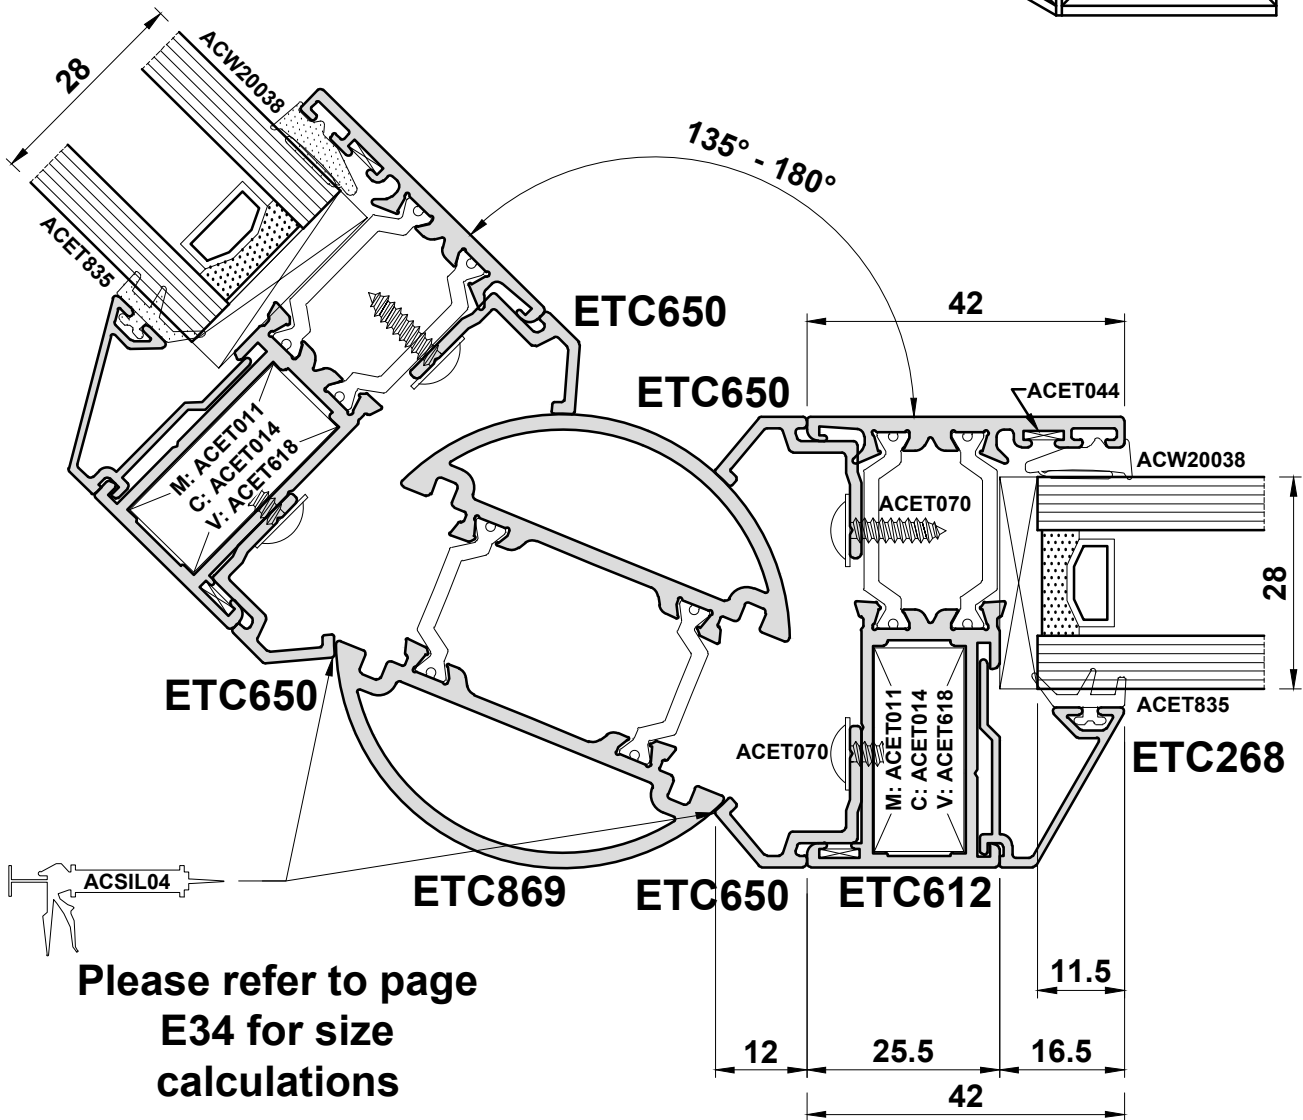 28
ACW20038
135° - 180°
ACET835
ETC650
42
ETC650
ACET044
M: ACET011
C: ACET014
V: ACET618
ACW20038
ACET070
28
ETC650
M: ACET011
C: ACET014
V: ACET618
ACET835
ACET070
ETC268
ACSIL04
ETC869
ETC650
ETC612
Please refer to page
E34 for size
calculations
11.5
12
25.5
16.5
42